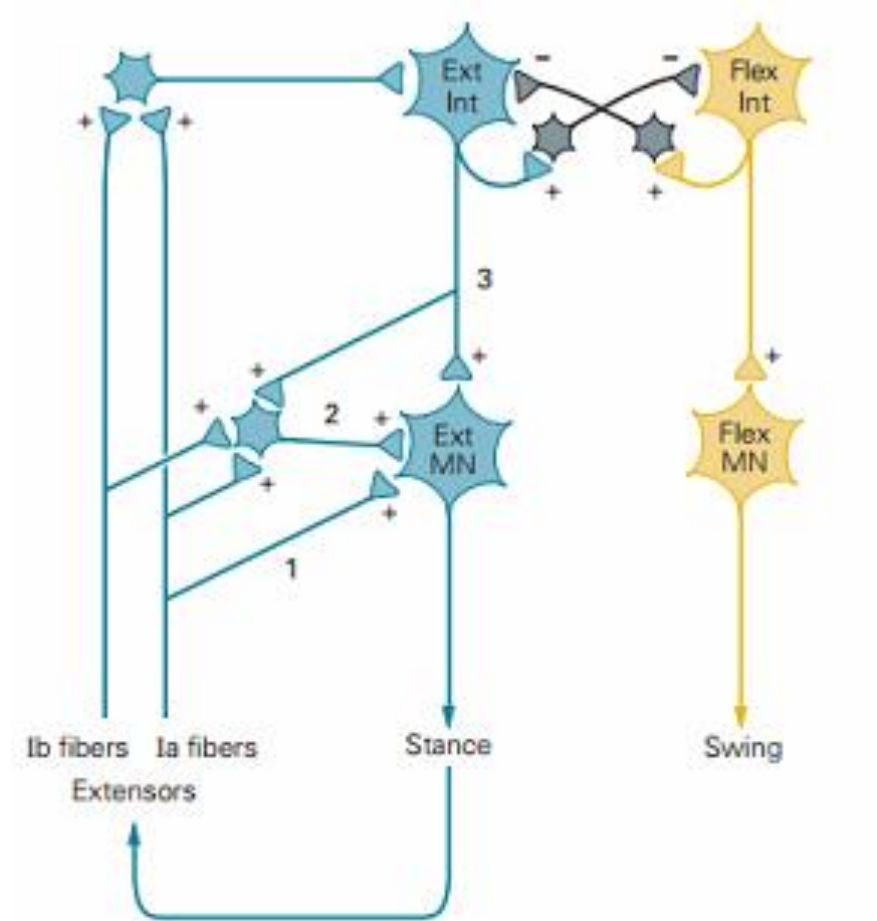 Ext
Int
Flex
Int
–
–
+
+
+
+
3
+
+
+
+
2
+
Ext
MN
Flex
MN
+
+
1
Ib fibers
Ia fibers
Extensors
Stance
Swing